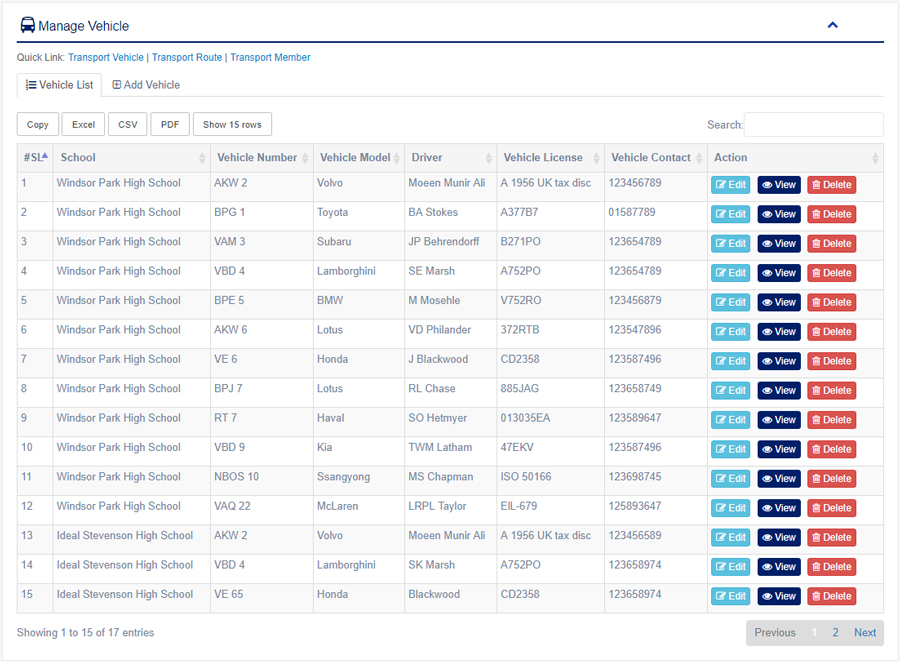 Manage Vehicle
Quick Link: Transport Vehicle | Transport Route | Transport Member
Vehicle List Add Vehicle
Copy Excel CSV PDF Show 15 rows Search:
#SL School Vehicle Number Vehicle Model Driver Vehicle License Vehicle Contact Action
1 Windsor Park High School AKW 2 Volvo Moeen Munir Ali A 1956 UK tax disc 123456789 Edit View Delete
2 Windsor Park High School BPG 1 Toyota BA Stokes A377B7 01587789 Edit View Delete
3 Windsor Park High School VAM 3 Subaru JP Behrendorff B271PO 123654789 Edit View Delete
4 Windsor Park High School VBD 4 Lamborghini SE Marsh A752PO 123654789 Edit View Delete
5 Windsor Park High School BPE 5 BMW M Mosehle V752RO 123456879 Edit View Delete
6 Windsor Park High School AKW 6 Lotus VD Philander 372RTB 123547896 Edit View Delete
7 Windsor Park High School VE 6 Honda J Blackwood CD2358 123587496 Edit View Delete
8 Windsor Park High School BPJ 7 Lotus RL Chase 885JAG 123658749 Edit View Delete
9 Windsor Park High School RT 7 Haval SO Hetmyer 013035EA 123589647 Edit View Delete
10 Windsor Park High School VBD 9 Kia TWM Latham 47EKV 123587496 Edit View Delete
11 Windsor Park High School NBOS 10 Ssangyong MS Chapman ISO 50166 123698745 Edit View Delete
12 Windsor Park High School VAQ 22 McLaren LRPL Taylor EIL-679 125893647 Edit View Delete
13 Ideal Stevenson High School AKW 2 Volvo Moeen Munir Ali A 1956 UK tax disc 123456589 Edit View Delete
14 Ideal Stevenson High School VBD 4 Lamborghini SK Marsh A752PO 123658974 Edit View Delete
15 Ideal Stevenson High School VE 65 Honda Blackwood CD2358 123658974 Edit View Delete
Showing 1 to 15 of 17 entries Previous 1 2 Next